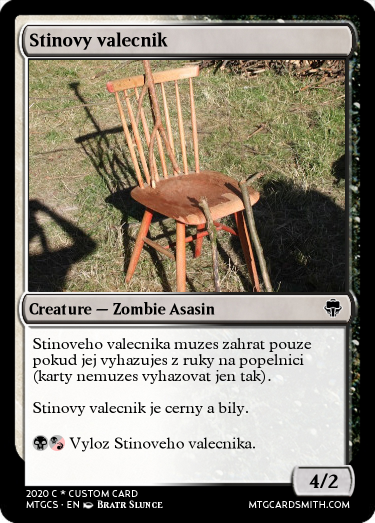 Stinovy valecnik
Creature — Zombie Asasin
Stinoveho valecnika muzes zahrat pouze
pokud jej vyhazujes z ruky na popelnici
(karty nemuzes vyhazovat jen tak).
Stinovy valecnik je cerny a bily.
Vyloz Stinoveho valecnika.
4/2
2020 C * CUSTOM CARD
MTGCS · EN Bratr Slunce
MTGCARDSMITH.COM